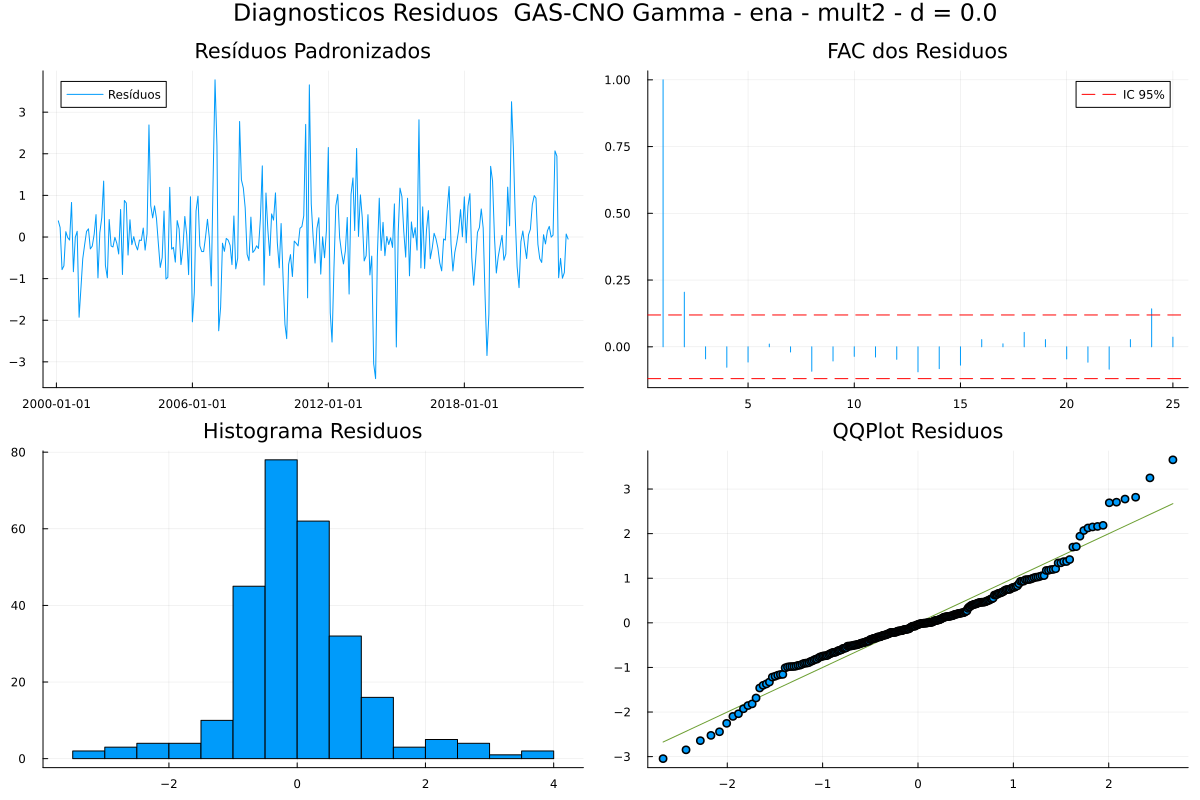 Diagnosticos Residuos  GAS-CNO Gamma - ena - mult2 - d = 0.0
Resíduos Padronizados
Resíduos
3
2
1
0
−1
−2
−3
2000-01-01 2006-01-01 2012-01-01 2018-01-01
FAC dos Residuos
IC 95%
1.00
0.75
0.50
0.25
0.00
5 10 15 20 25
Histograma Residuos
80
60
40
20
0
−2 0 2 4
QQPlot Residuos
3
2
1
0
−1
−2
−3
−2 −1 0 1 2